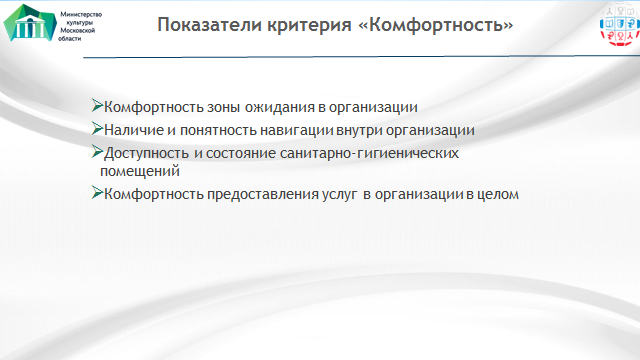 Министерство
культуры
Московской
области
Показатели критерия «Комфортность»
Комфортность зоны ожидания в организации
Наличие и понятность навигации внутри организации
Доступность и состояние санитарно-гигиенических
помещений
Комфортность предоставления услуг в организации в целом